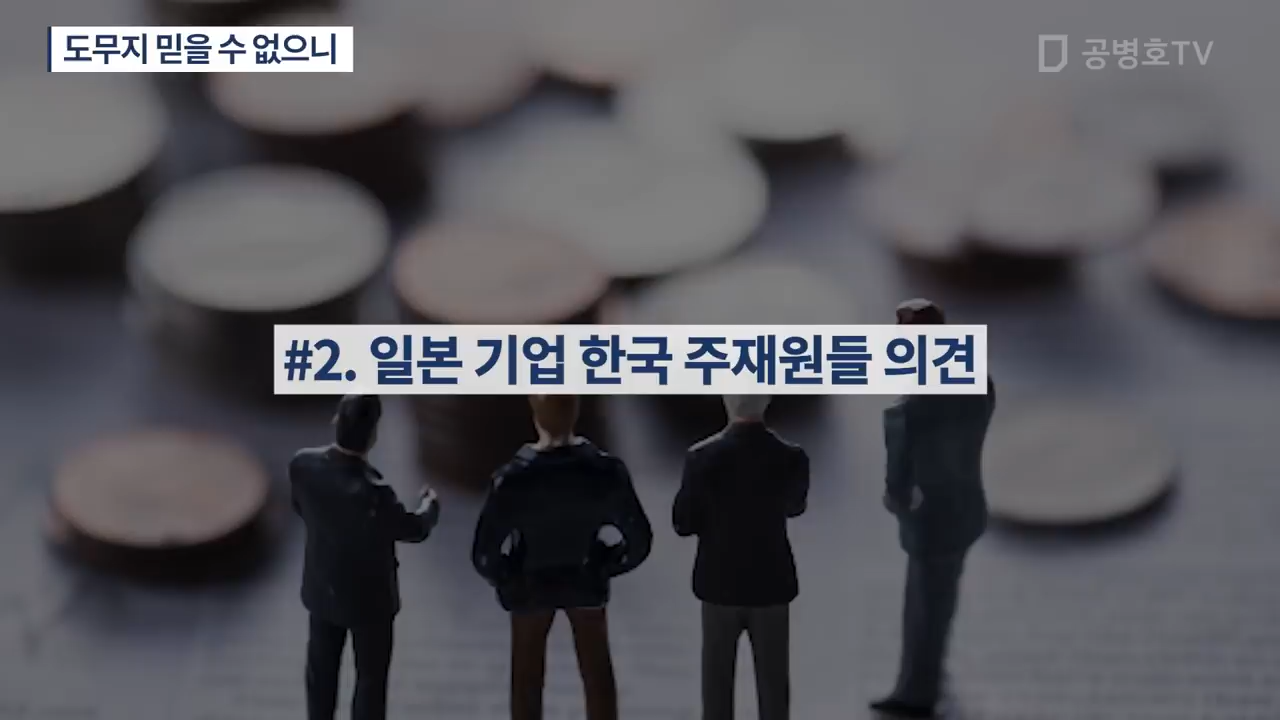 도무지 믿을 수 없으니
공병호TV
#2. 일본 기업 한국 주재원들 의견